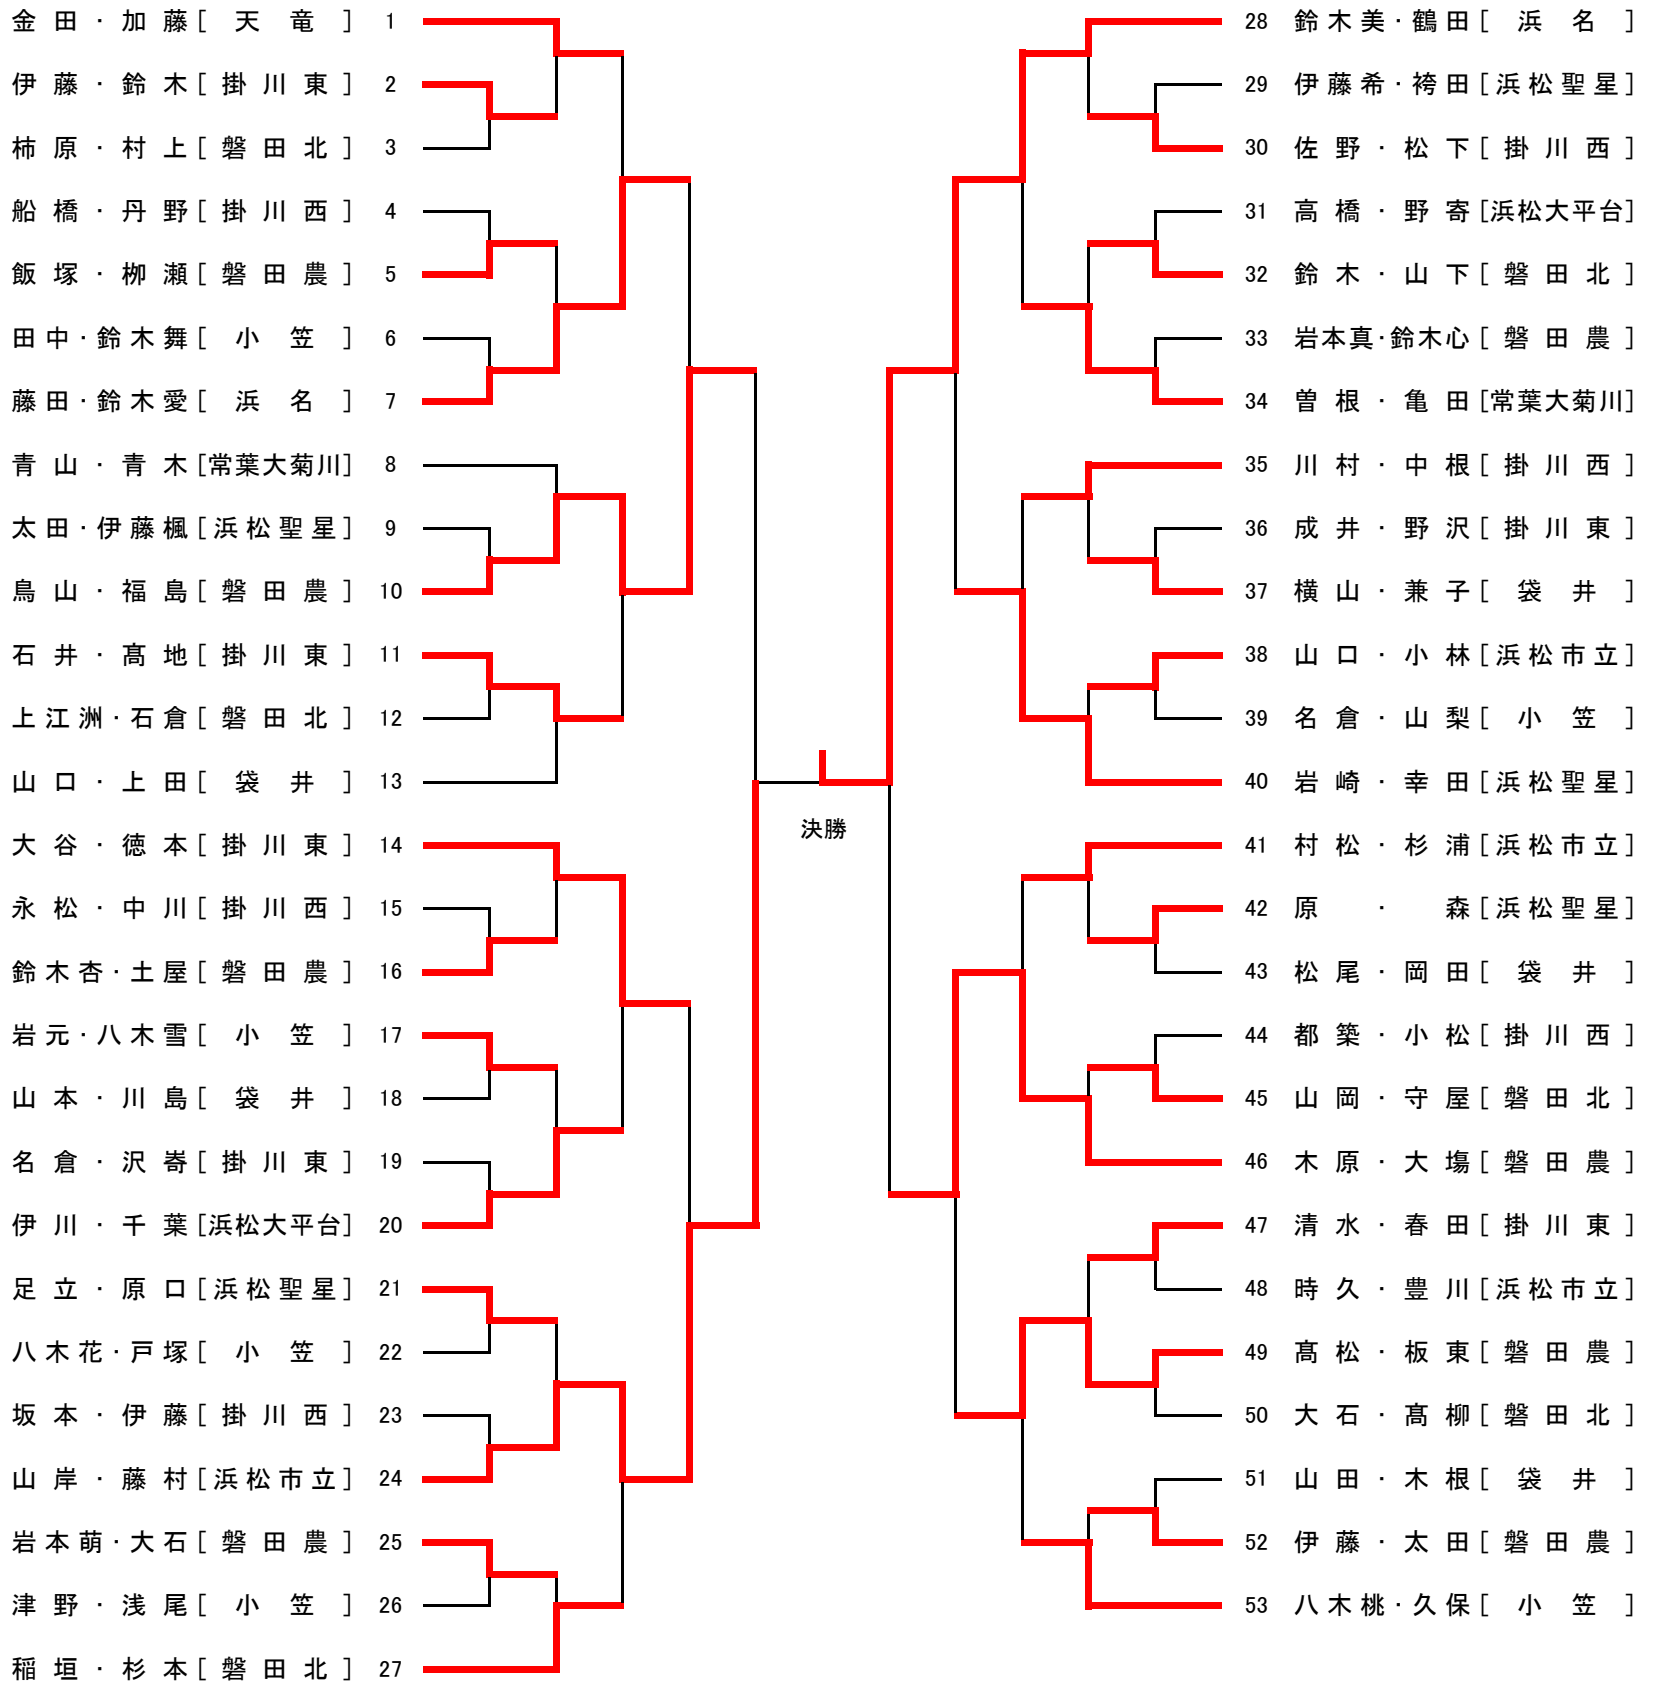 金田・加藤[天竜] 1
伊藤・鈴木[掛川東] 2
柿原・村上[磐田北] 3
船橋・丹野[掛川西] 4
飯塚・栁瀬[磐田農] 5
田中・鈴木舞[小笠] 6
藤田・鈴木愛[浜名] 7
青山・青木[常葉大菊川] 8
太田・伊藤楓[浜松聖星] 9
鳥山・福島[磐田農] 10
石井・髙地[掛川東] 11
上江洲・石倉[磐田北] 12
山口・上田[袋井] 13
大谷・徳本[掛川東] 14
永松・中川[掛川西] 15
鈴木杏・土屋[磐田農] 16
岩元・八木雪[小笠] 17
山本・川島[袋井] 18
名倉・沢嵜[掛川東] 19
伊川・千葉[浜松大平台] 20
足立・原口[浜松聖星] 21
八木花・戸塚[小笠] 22
坂本・伊藤[掛川西] 23
山岸・藤村[浜松市立] 24
岩本萌・大石[磐田農] 25
津野・浅尾[小笠] 26
稲垣・杉本[磐田北] 27
決勝
28 鈴木美・鶴田[浜名]
29 伊藤希・袴田[浜松聖星]
30 佐野・松下[掛川西]
31 高橋・野寄[浜松大平台]
32 鈴木・山下[磐田北]
33 岩本真・鈴木心[磐田農]
34 曽根・亀田[常葉大菊川]
35 川村・中根[掛川西]
36 成井・野沢[掛川東]
37 横山・兼子[袋井]
38 山口・小林[浜松市立]
39 名倉・山梨[小笠]
40 岩崎・幸田[浜松聖星]
41 村松・杉浦[浜松市立]
42 原・森[浜松聖星]
43 松尾・岡田[袋井]
44 都築・小松[掛川西]
45 山岡・守屋[磐田北]
46 木原・大塲[磐田農]
47 清水・春田[掛川東]
48 時久・豊川[浜松市立]
49 髙松・板東[磐田農]
50 大石・髙柳[磐田北]
51 山田・木根[袋井]
52 伊藤・太田[磐田農]
53 八木桃・久保[小笠]